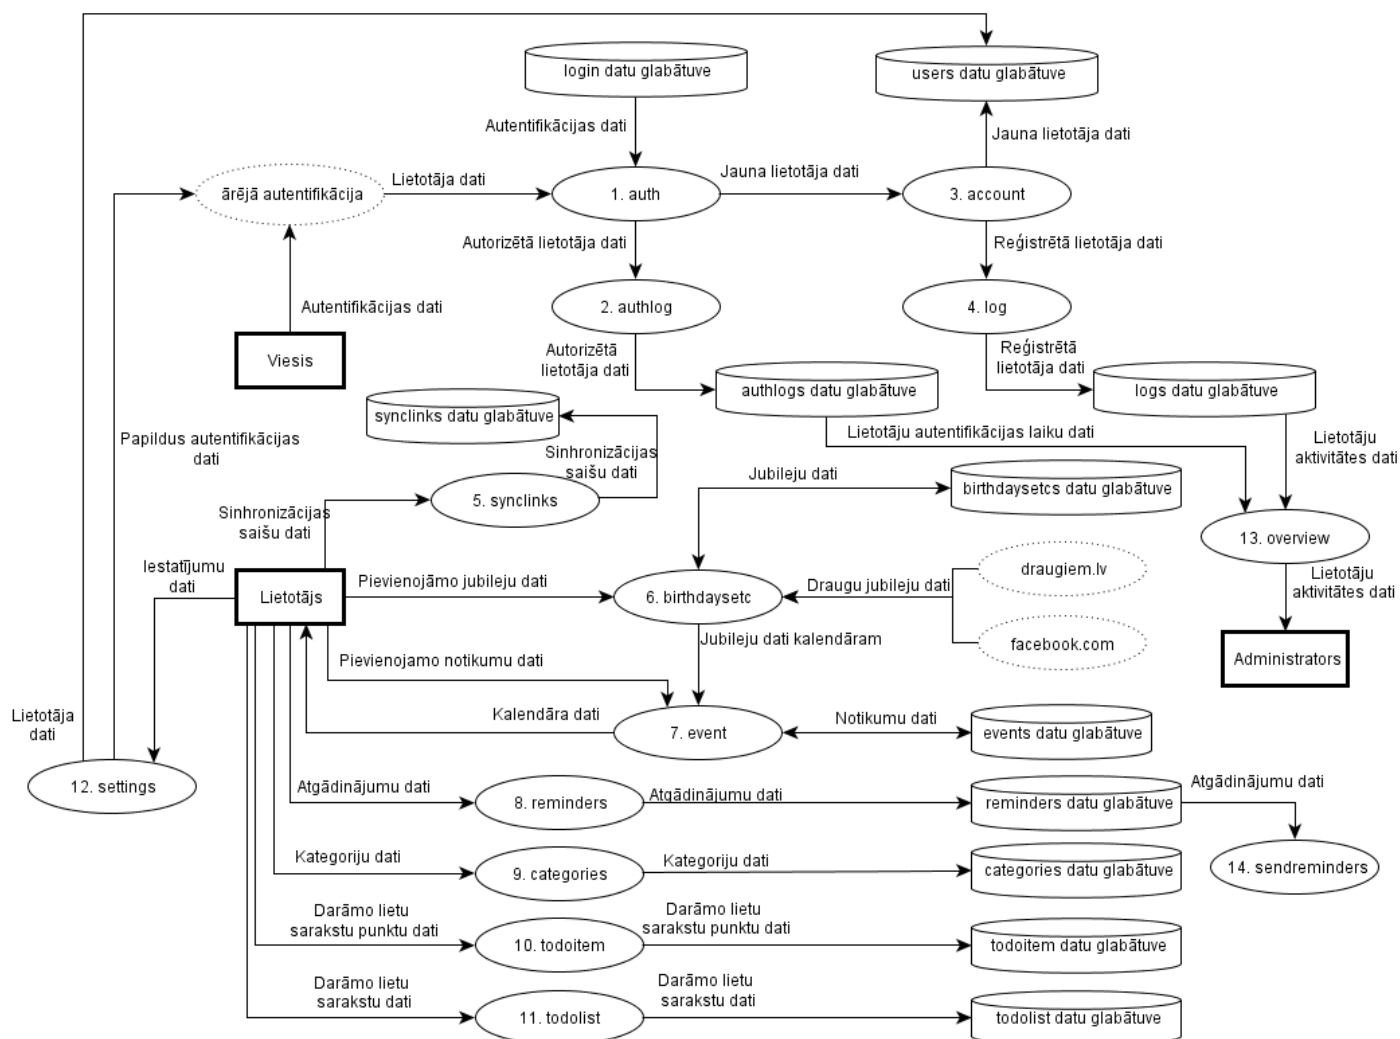 login datu glabātuve
users datu glabātuve
Autentifikācijas dati
Jauna lietotāja dati
ārējā autentifikācija
Lietotāja dati
1. auth
Jauna lietotāja dati
3. account
Autorizētā lietotāja dati
Reģistrētā lietotāja dati
Autentifikācijas dati
2. authlog
4. log
Viesis
Autorizētā
lietotāja dati
Reģistrētā
lietotāja dati
synclinks datu glabātuve
authlogs datu glabātuve
logs datu glabātuve
Papildus autentifikācijas
dati
Sinhronizācijas
saišu dati
Lietotāju autentifikācijas laiku dati
Lietotāju
aktivitātes dati
Jubileju dati
birthdaysetcs datu glabātuve
5. synclinks
Sinhronizācijas
saišu dati
13. overview
Iestatījumu
dati
Lietotājs
Pievienojāmo jubileju dati
6. birthdaysetc
Draugu jubileju dati
draugiem.lv
Lietotāju
aktivitātes dati
facebook.com
Jubileju dati kalendāram
Administrators
Pievienojamo notikumu dati
Lietotāja
dati
Kalendāra dati
7. event
Notikumu dati
events datu glabātuve
12. settings
Atgādinājumu dati
8. reminders
Atgādinājumu dati
reminders datu glabātuve
Atgādinājumu dati
14. sendreminders
Kategoriju dati
9. categories
Kategoriju dati
categories datu glabātuve
Darāmo lietu
sarakstu punktu dati
10. todoitem
Darāmo lietu
sarakstu punktu dati
todoitem datu glabātuve
Darāmo lietu
sarakstu dati
11. todolist
Darāmo lietu
sarakstu dati
todolist datu glabātuve